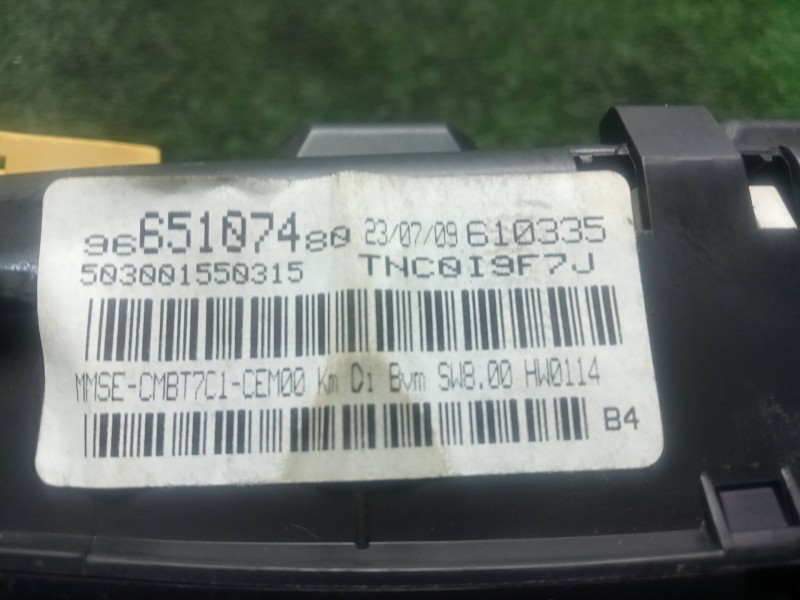 9665107480 23/07/09 610335
503001550315 TNC0I9F7J
MMSE-CMBT7C1-CEM00 km Di Bvm SW8.00 HW0114
B4